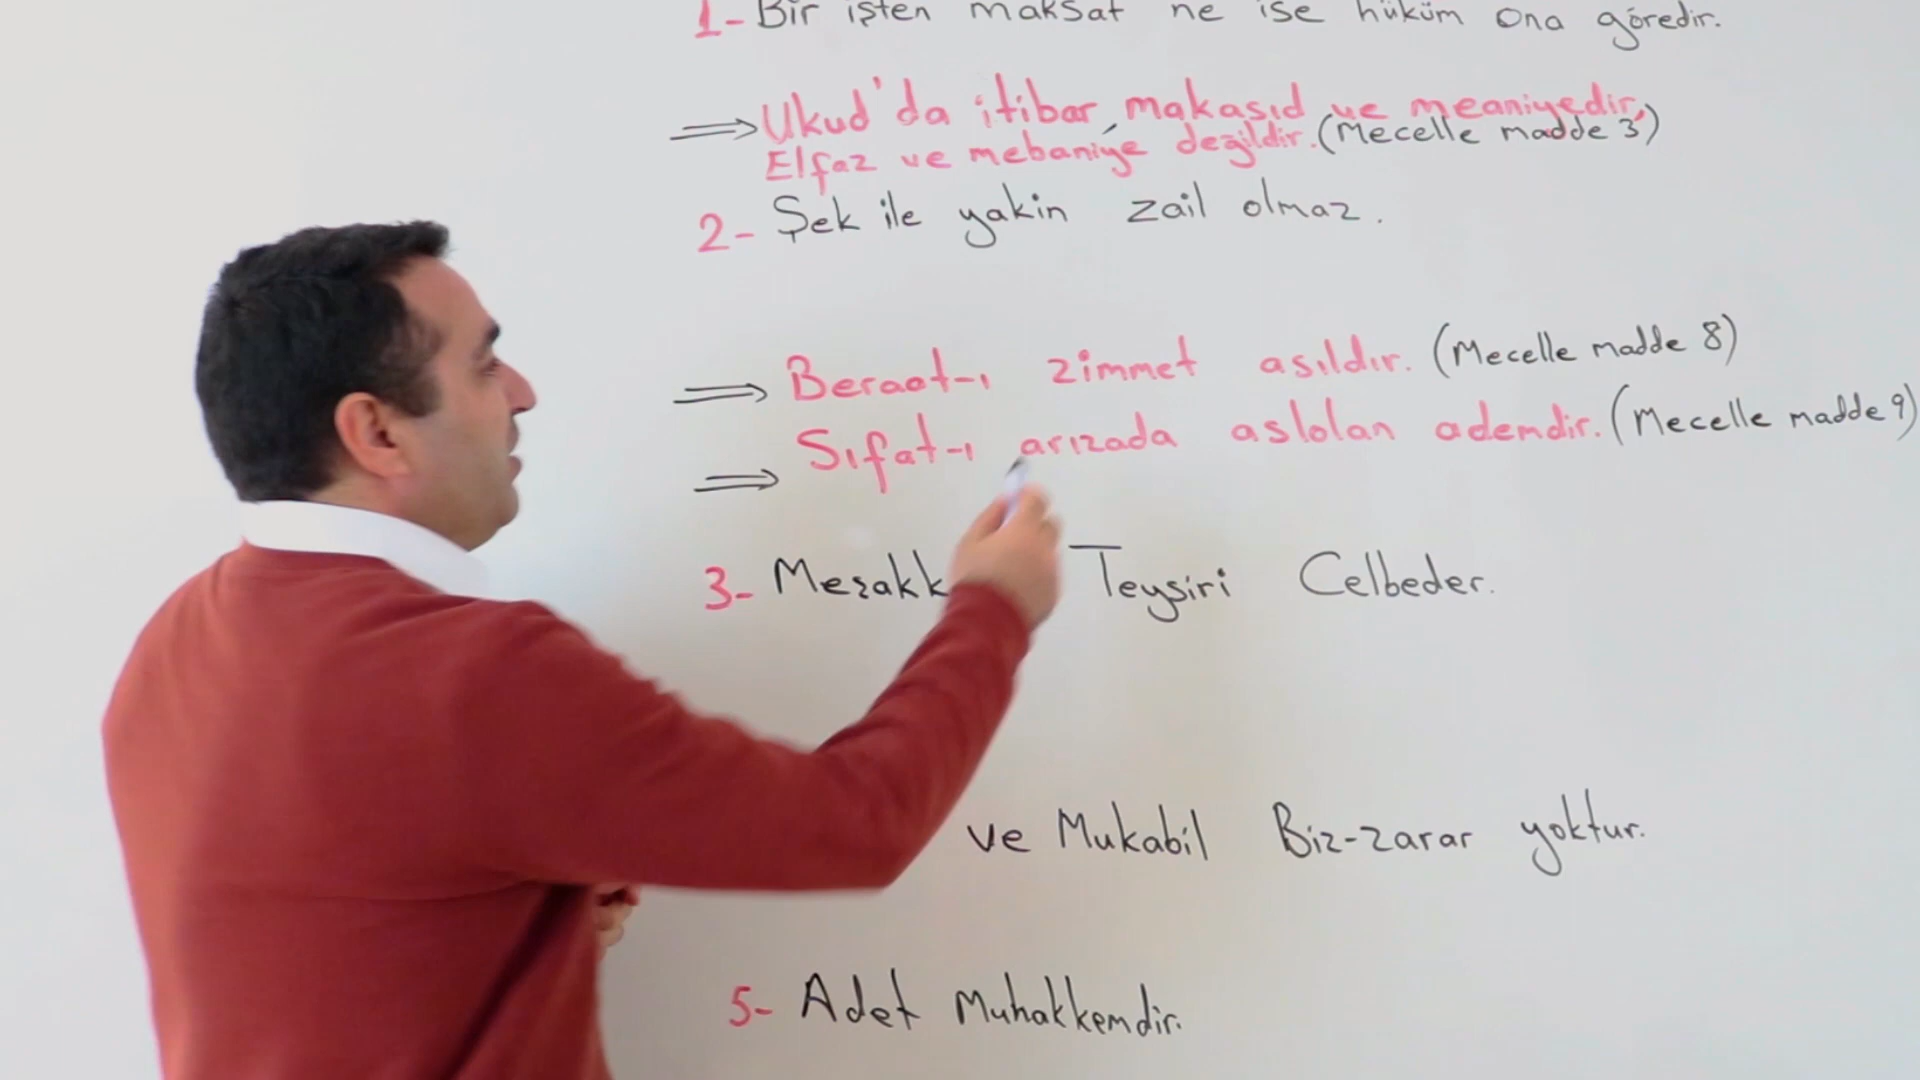 1- Bir işten maksat ne ise hüküm ona göredir.
⇒ Ukud'da itibar, makasıd ve meaniyedir,
Elfaz ve mebaniye değildir. (Mecelle madde 3)
2- Şek ile yakin zail olmaz.
⇒ Beraat-ı zimmet asıldır. (Mecelle madde 8)
⇒ Sıfat-ı arızada aslolan ademdir. (Mecelle madde 9)
3- Teysiri Celbeder.
ve Mukabil Biz-zarar yoktur.
5- Adet Muhakkemdir.